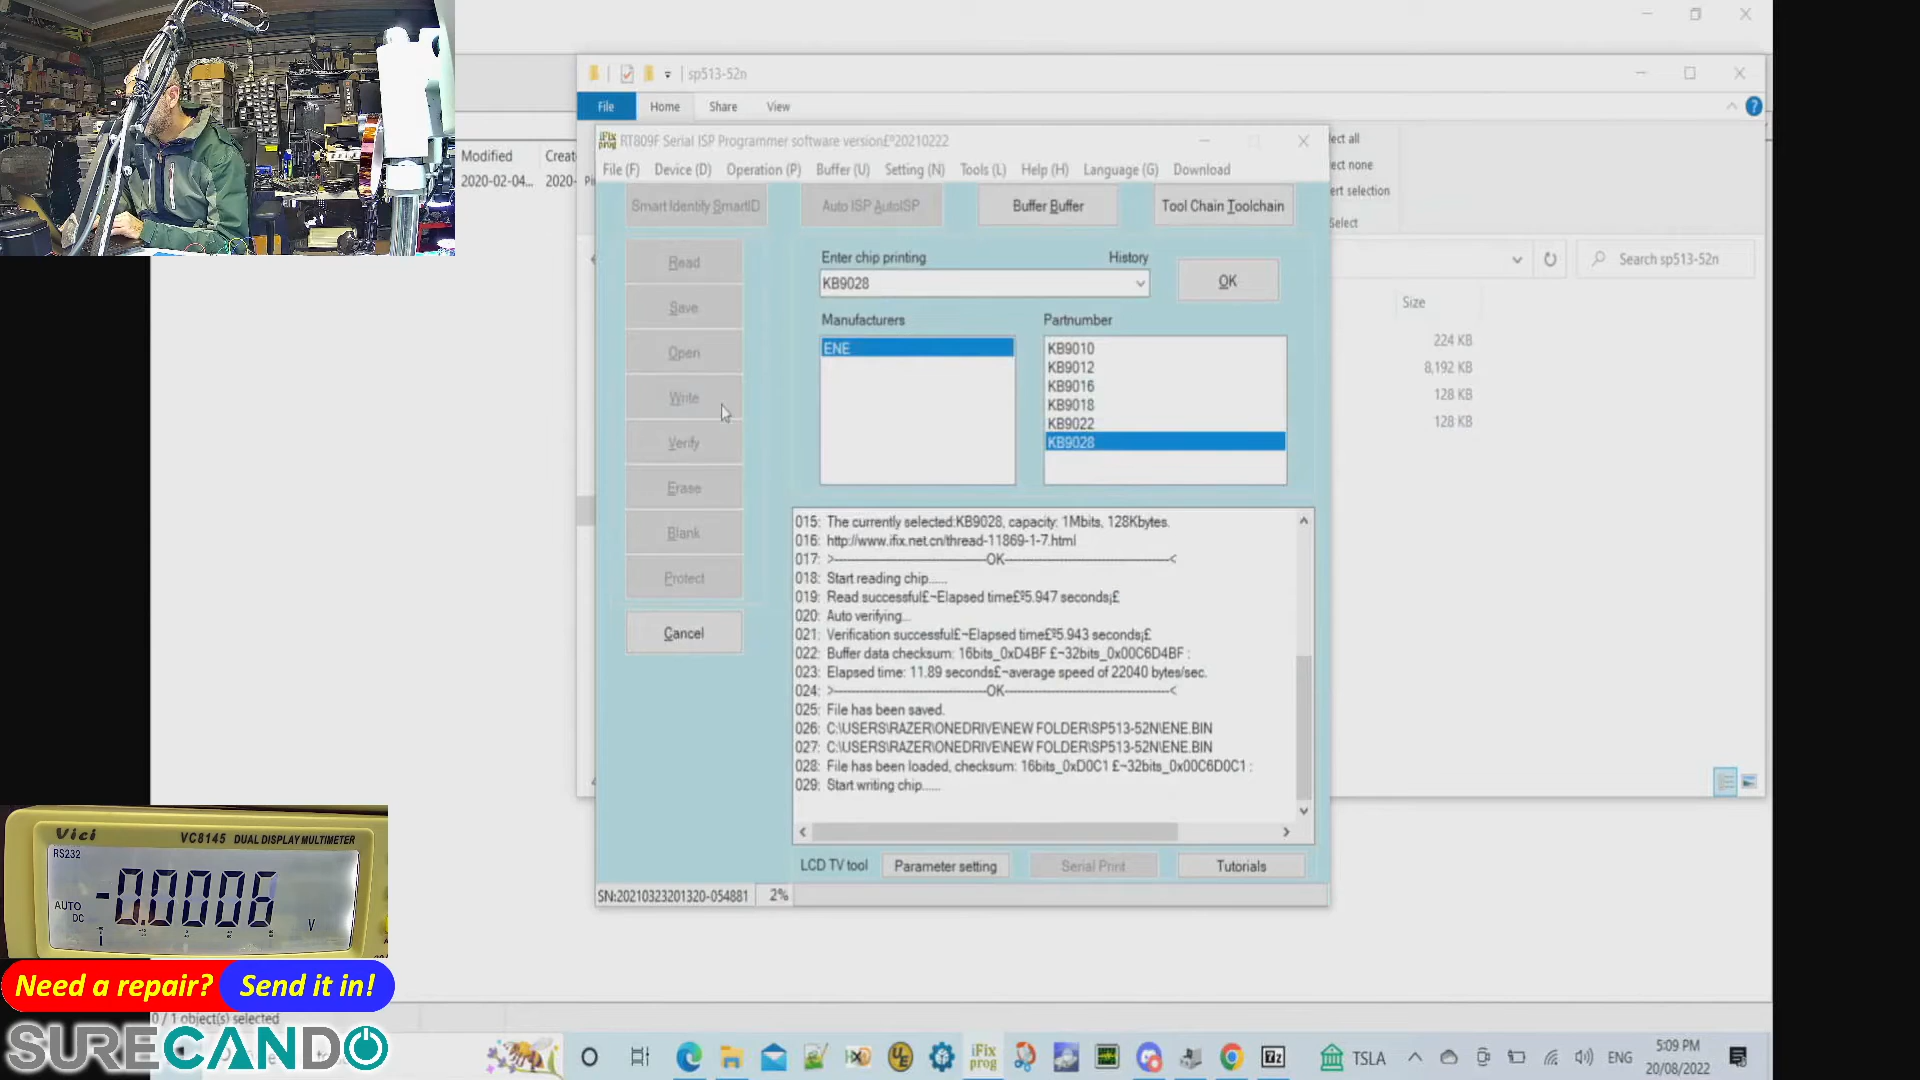 sp513-52n
File Home Share View
Modified Create
2020-02-04... 2020-
RT809F Serial ISP Programmer software version£º20210222
File (F) Device (D) Operation (P) Buffer (U) Setting (N) Tools (L) Help (H) Language (G) Download
Smart Identify SmartID Auto ISP AutoISP Buffer Buffer Tool Chain Toolchain
ect all
ect none
ert selection
Select
Search sp513-52n
Size
224 KB
8,192 KB
128 KB
128 KB
Read
Save
Open
Write
Verify
Erase
Blank
Protect
Cancel
Enter chip printing History
KB9028 OK
Manufacturers Partnumber
ENE
KB9010
KB9012
KB9016
KB9018
KB9022
KB9028
015: The currently selected:KB9028, capacity: 1Mbits, 128Kbytes.
016: http://www.ifix.net.cn/thread-11869-1-7.html
017: >----------------------------------------OK----------------------------------------<
018: Start reading chip......
019: Read successful£¬Elapsed time£º5.947 seconds¡£
020: Auto verifying...
021: Verification successful£¬Elapsed time£º5.943 seconds¡£
022: Buffer data checksum: 16bits_0xD4BF £¬32bits_0x00C6D4BF :
023: Elapsed time: 11.89 seconds£¬average speed of 22040 bytes/sec.
024: >----------------------------------------OK----------------------------------------<
025: File has been saved.
026: C:\USERS\RAZER\ONEDRIVE\NEW FOLDER\SP513-52N\ENE.BIN
027: C:\USERS\RAZER\ONEDRIVE\NEW FOLDER\SP513-52N\ENE.BIN
028: File has been loaded, checksum: 16bits_0xD0C1 £¬32bits_0x00C6D0C1 :
029: Start writing chip......
LCD TV tool Parameter setting Serial Print Tutorials
SN:20210323201320-054881 2%
Vici VC8145 DUAL DISPLAY MULTIMETER
RS232
AUTO
DC
-0.0006 V
Need a repair? Send it in!
0 / 1 object(s) selected
SURECANDO
iFix prog
TSLA ENG 5:09 PM
20/08/2022